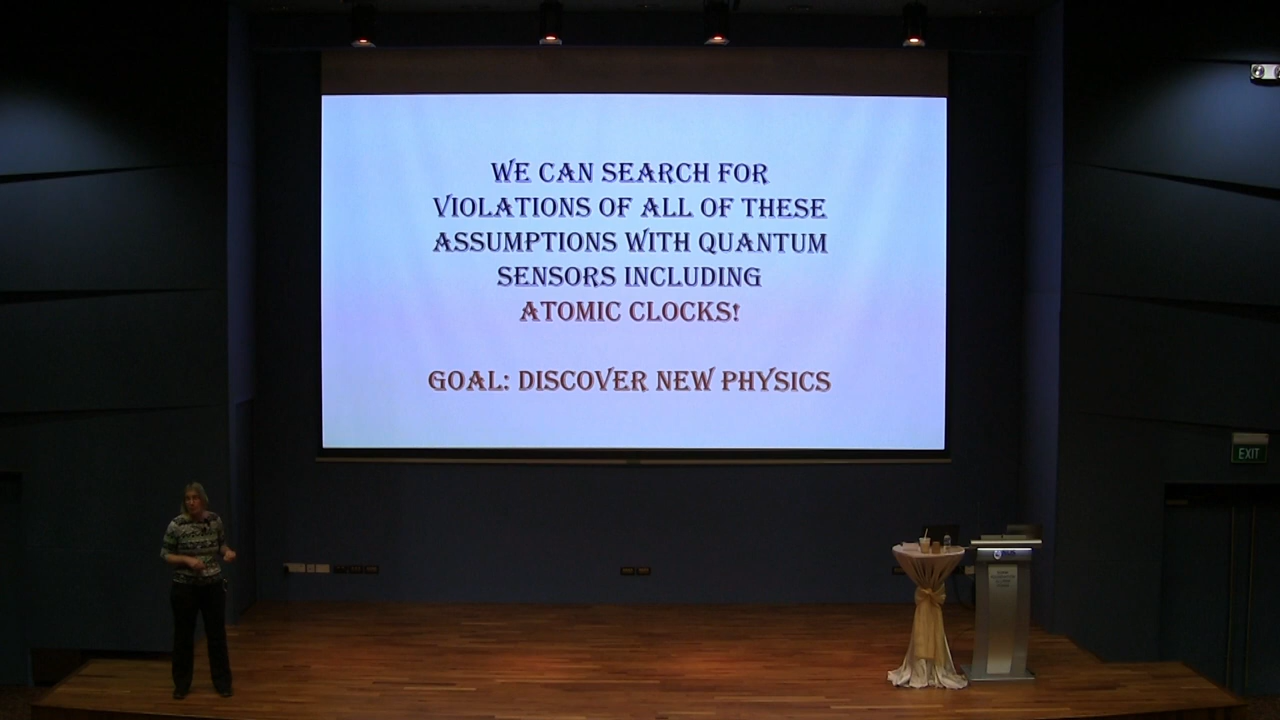 WE CAN SEARCH FOR
VIOLATIONS OF ALL OF THESE
ASSUMPTIONS WITH QUANTUM
SENSORS INCLUDING
ATOMIC CLOCKS!
GOAL: DISCOVER NEW PHYSICS
EXIT
NUS